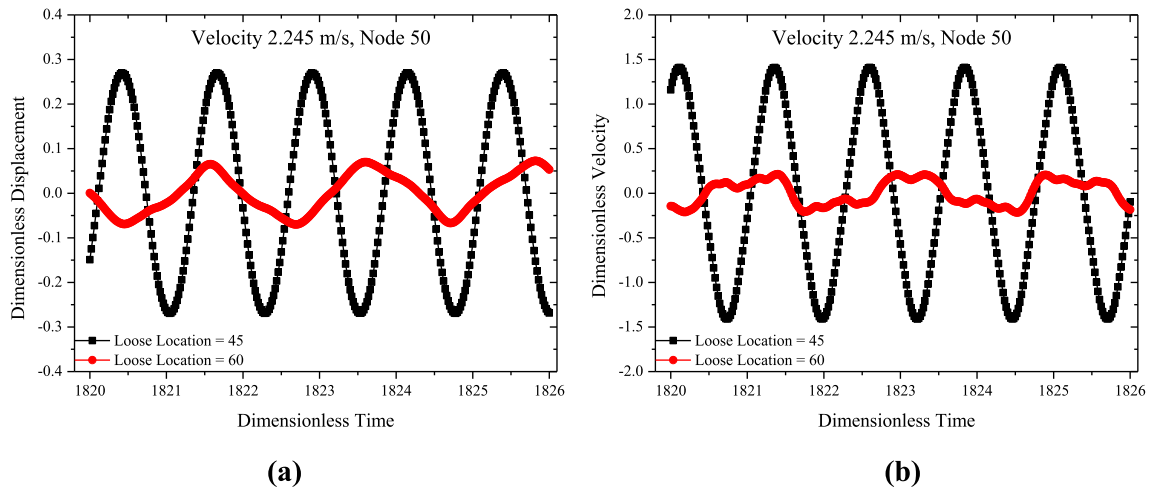 Velocity 2.245 m/s, Node 50
Dimensionless Displacement
0.4
0.3
0.2
0.1
0.0
-0.1
-0.2
-0.3
-0.4
Loose Location = 45
Loose Location = 60
1820 1821 1822 1823 1824 1825 1826
Dimensionless Time
(a)
Velocity 2.245 m/s, Node 50
Dimensionless Velocity
2.0
1.5
1.0
0.5
0.0
-0.5
-1.0
-1.5
-2.0
Loose Location = 45
Loose Location = 60
1820 1821 1822 1823 1824 1825 1826
Dimensionless Time
(b)